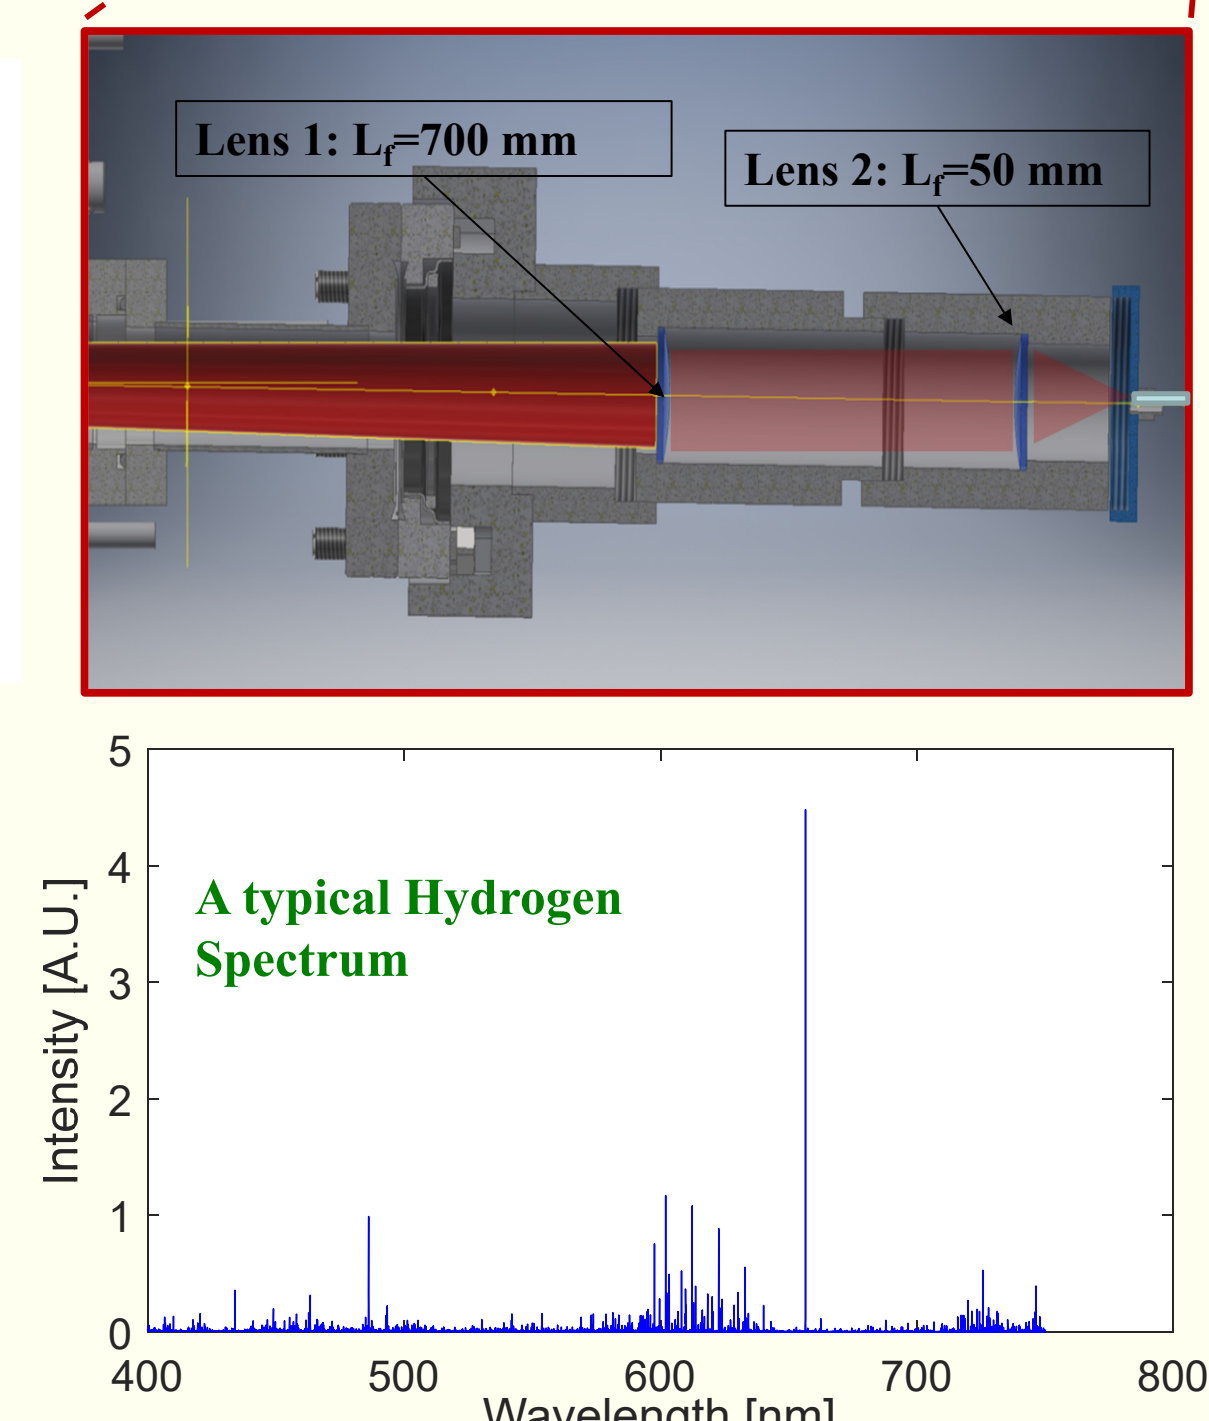 Lens 1: Lf=700 mm
Lens 2: Lf=50 mm
5
4
3
2
1
0
A typical Hydrogen
Spectrum
Intensity [A.U.]
400 500 600 700 800
Wavelength [nm]